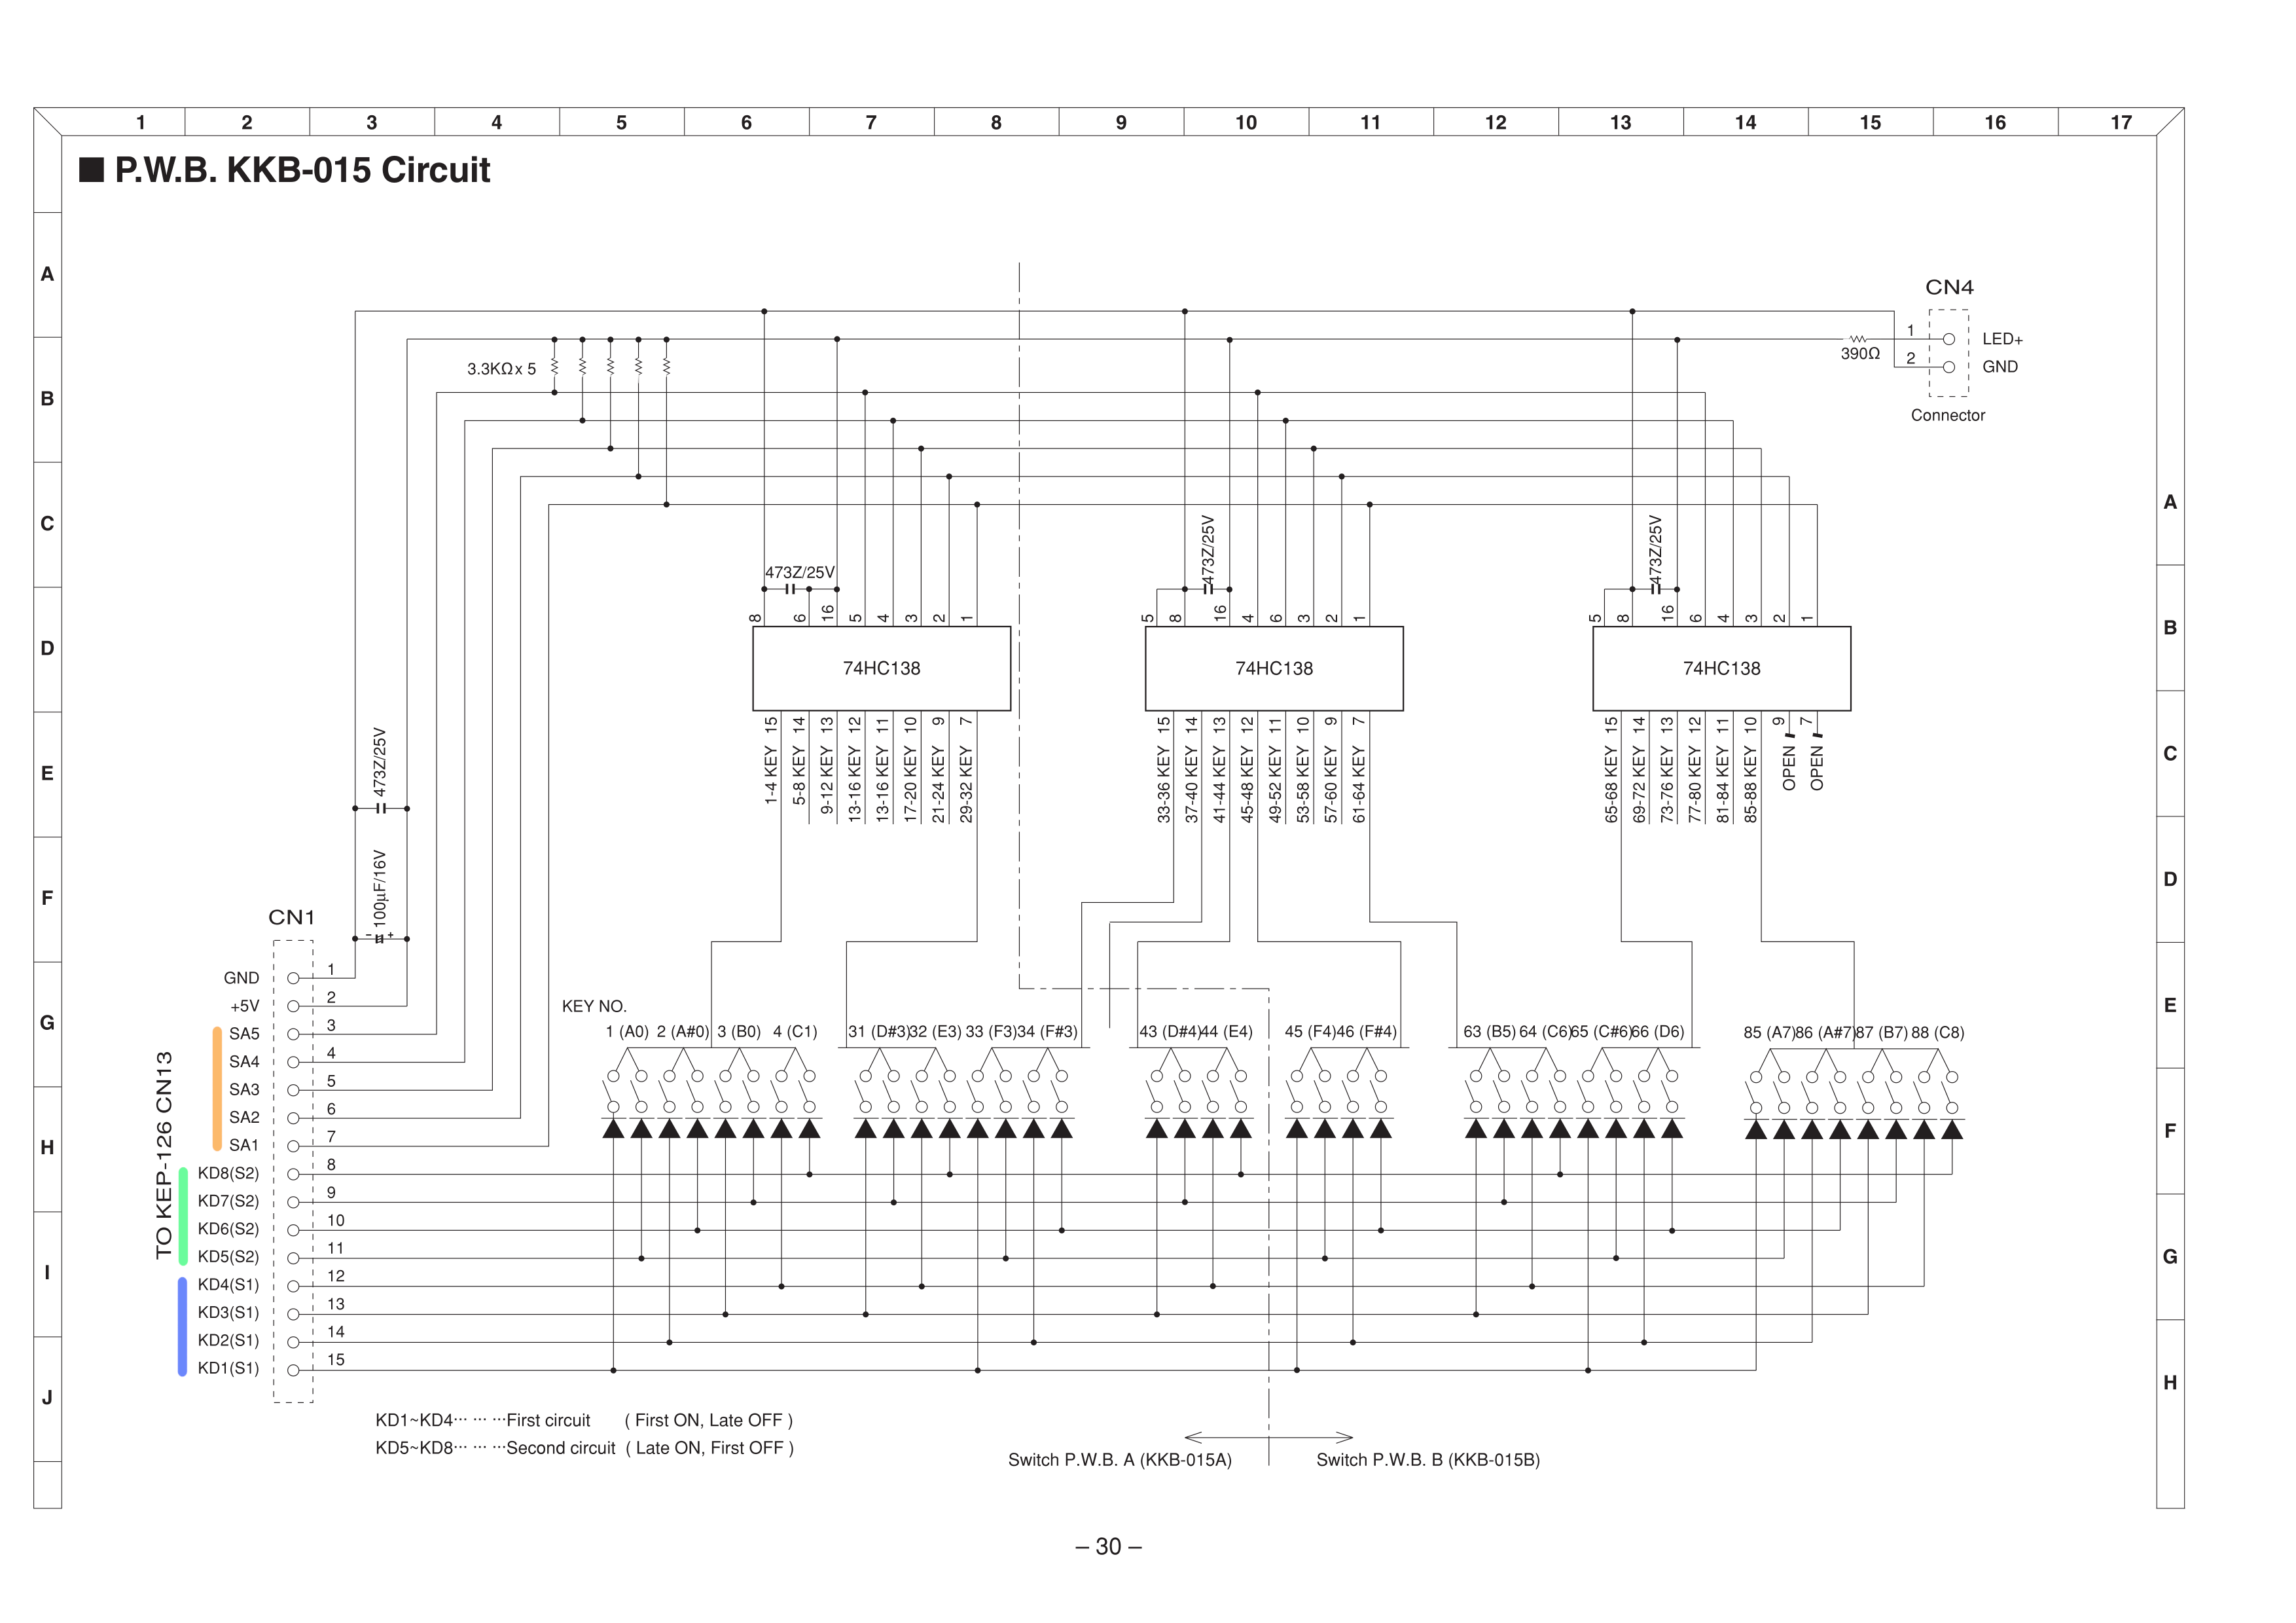 1 2 3 4 5 6 7 8 9 10 11 12 13 14 15 16 17
■ P.W.B. KKB-015 Circuit
A
B
C
D
E
F
G
H
I
J
A
B
C
D
E
F
G
H
CN4
1
LED+
2
GND
390Ω
Connector
3.3KΩ x 5
473Z/25V
473Z/25V
473Z/25V
8 6 16 5 4 3 2 1
5 8 16 4 6 3 2 1
5 8 16 6 4 3 2 1
74HC138
74HC138
74HC138
1-4 KEY 15
5-8 KEY 14
9-12 KEY 13
13-16 KEY 12
13-16 KEY 11
17-20 KEY 10
21-24 KEY 9
29-32 KEY 7
33-36 KEY 15
37-40 KEY 14
41-44 KEY 13
45-48 KEY 12
49-52 KEY 11
53-58 KEY 10
57-60 KEY 9
61-64 KEY 7
65-68 KEY 15
69-72 KEY 14
73-76 KEY 13
77-80 KEY 12
81-84 KEY 11
85-88 KEY 10
OPEN 9
OPEN 7
473Z/25V
100µF/16V
- +
CN1
TO KEP-126 CN13
GND 1
+5V 2
SA5 3
SA4 4
SA3 5
SA2 6
SA1 7
KD8(S2) 8
KD7(S2) 9
KD6(S2) 10
KD5(S2) 11
KD4(S1) 12
KD3(S1) 13
KD2(S1) 14
KD1(S1) 15
KEY NO.
1 (A0) 2 (A#0) 3 (B0) 4 (C1) 31 (D#3)32 (E3) 33 (F3)34 (F#3) 43 (D#4)44 (E4) 45 (F4)46 (F#4) 63 (B5) 64 (C6)65 (C#6)66 (D6) 85 (A7)86 (A#7)87 (B7) 88 (C8)
KD1~KD4··· ··· ···First circuit ( First ON, Late OFF )
KD5~KD8··· ··· ···Second circuit ( Late ON, First OFF )
Switch P.W.B. A (KKB-015A)
Switch P.W.B. B (KKB-015B)
– 30 –